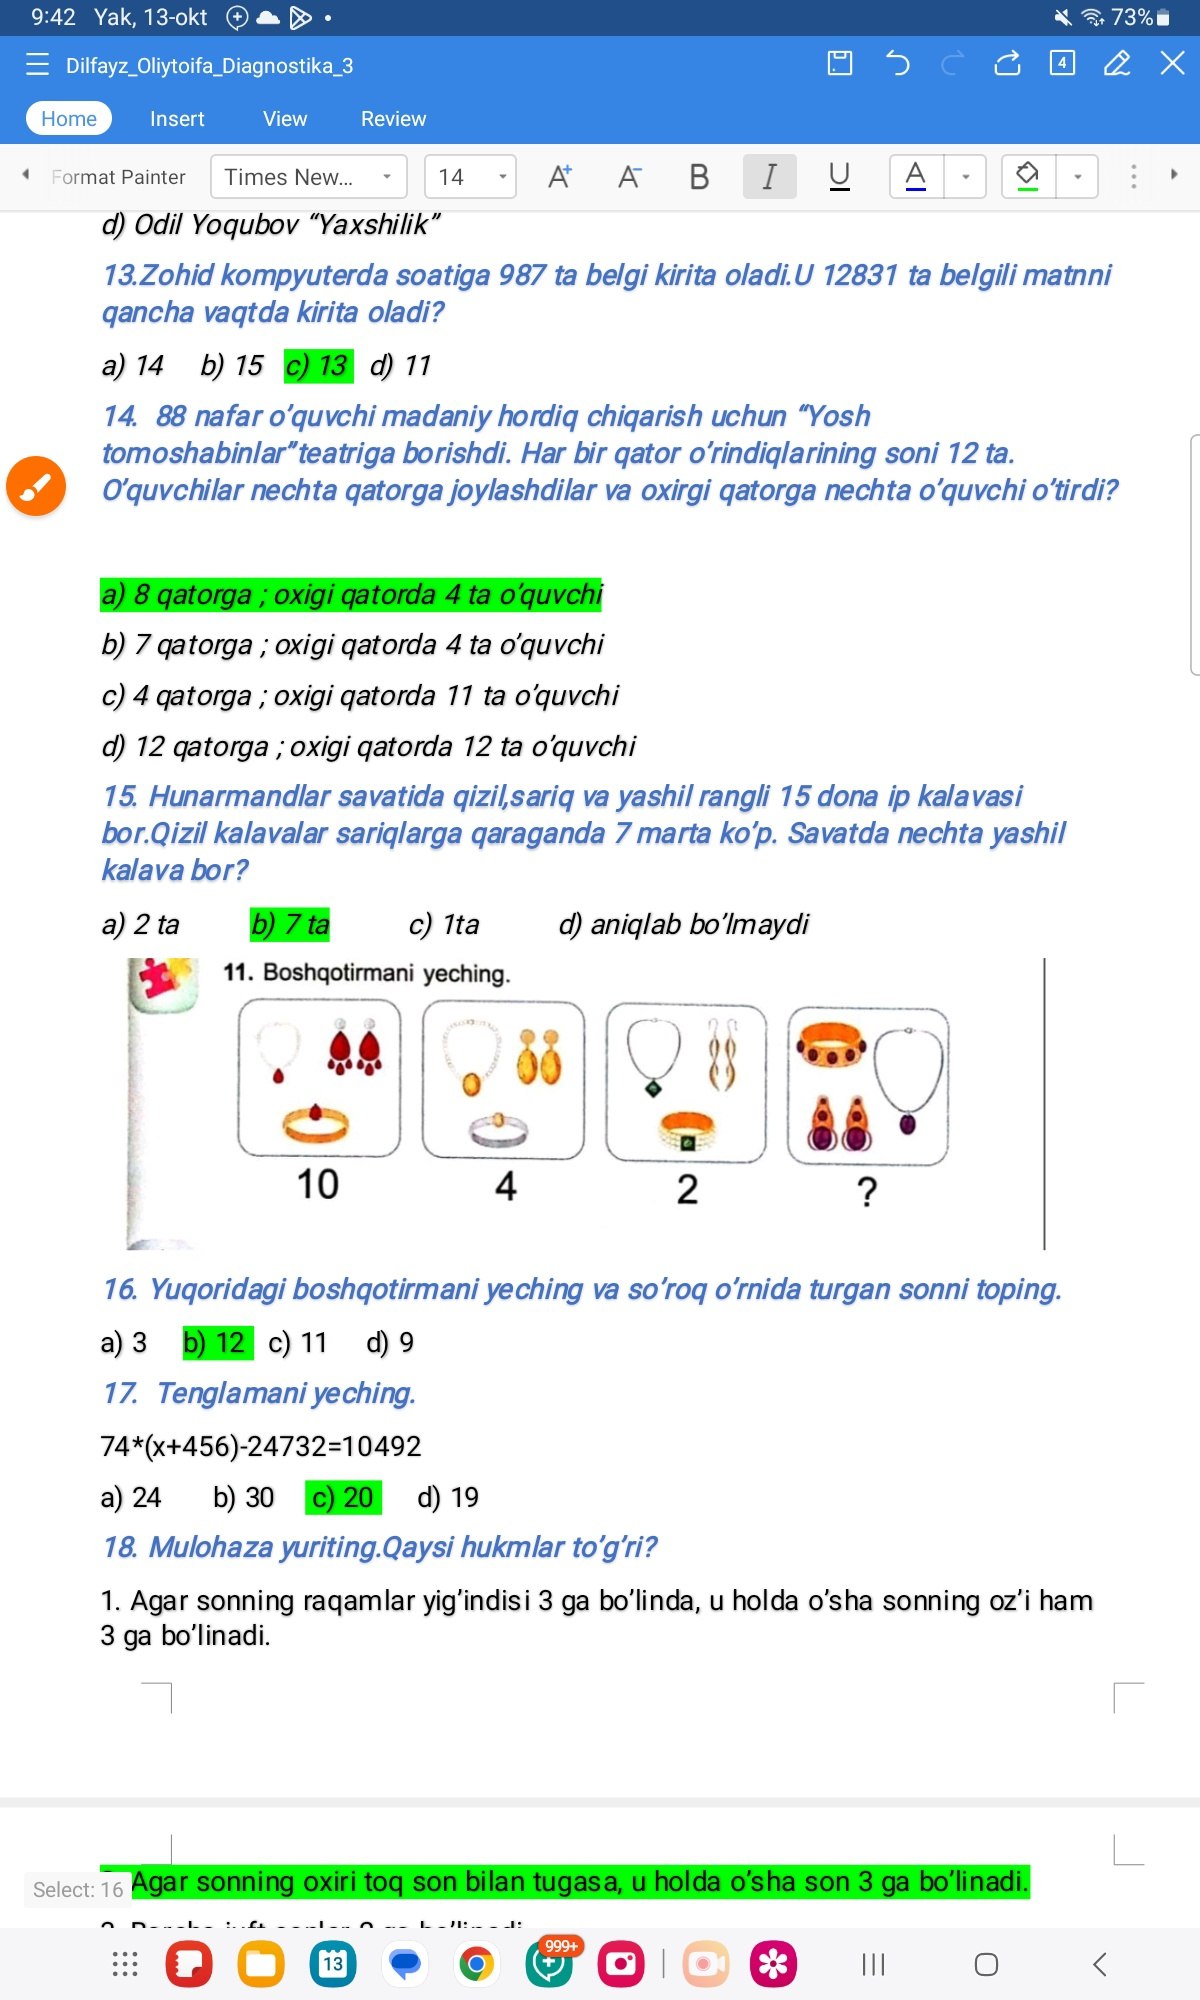 9:42 Yak, 13-okt
73%
Dilfayz_Oliytoifa_Diagnostika_3
4
Home Insert View Review
Format Painter Times New... 14 A+ A- B I U A
d) Odil Yoqubov “Yaxshilik”
13.Zohid kompyuterda soatiga 987 ta belgi kirita oladi.U 12831 ta belgili matnni
qancha vaqtda kirita oladi?
a) 14 b) 15 c) 13 d) 11
14. 88 nafar o’quvchi madaniy hordiq chiqarish uchun “Yosh
tomoshabinlar”teatriga borishdi. Har bir qator o’rindiqlarining soni 12 ta.
O’quvchilar nechta qatorga joylashdilar va oxirgi qatorga nechta o’quvchi o’tirdi?
a) 8 qatorga ; oxigi qatorda 4 ta o’quvchi
b) 7 qatorga ; oxigi qatorda 4 ta o’quvchi
c) 4 qatorga ; oxigi qatorda 11 ta o’quvchi
d) 12 qatorga ; oxigi qatorda 12 ta o’quvchi
15. Hunarmandlar savatida qizil,sariq va yashil rangli 15 dona ip kalavasi
bor.Qizil kalavalar sariqlarga qaraganda 7 marta ko’p. Savatda nechta yashil
kalava bor?
a) 2 ta b) 7 ta c) 1ta d) aniqlab bo’lmaydi
11. Boshqotirmani yeching.
10 4 2 ?
16. Yuqoridagi boshqotirmani yeching va so’roq o’rnida turgan sonni toping.
a) 3 b) 12 c) 11 d) 9
17. Tenglamani yeching.
74*(x+456)-24732=10492
a) 24 b) 30 c) 20 d) 19
18. Mulohaza yuriting.Qaysi hukmlar to’g’ri?
1. Agar sonning raqamlar yig’indisi 3 ga bo’linda, u holda o’sha sonning oz’i ham
3 ga bo’linadi.
Agar sonning oxiri toq son bilan tugasa, u holda o’sha son 3 ga bo’linadi.
Select: 16
13
999+